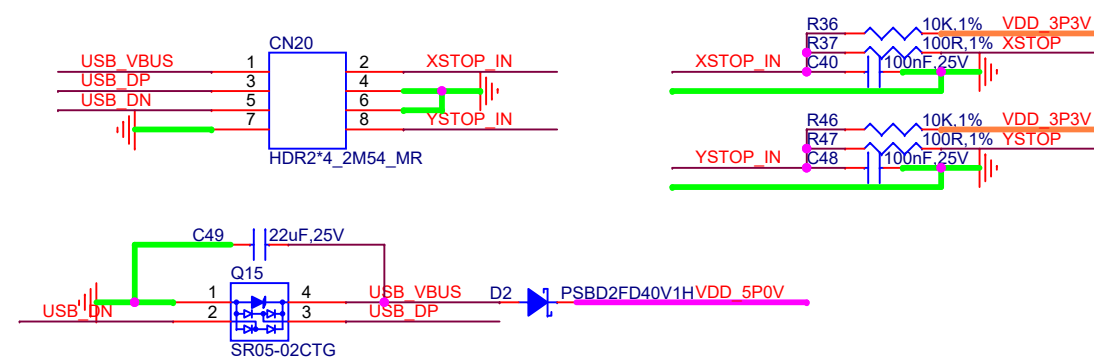 CN20
USB_VBUS 1 2 XSTOP_IN
USB_DP 3 4
USB_DN 5 6
7 8 YSTOP_IN
HDR2*4_2M54_MR
R36 10K,1% VDD_3P3V
R37 100R,1% XSTOP
XSTOP_IN C40 100nF,25V
R46 10K,1% VDD_3P3V
R47 100R,1% YSTOP
YSTOP_IN C48 100nF,25V
C49 22uF,25V
Q15
1 4 USB_VBUS D2 PSBD2FD40V1H VDD_5P0V
USB_DN 2 3 USB_DP
SR05-02CTG